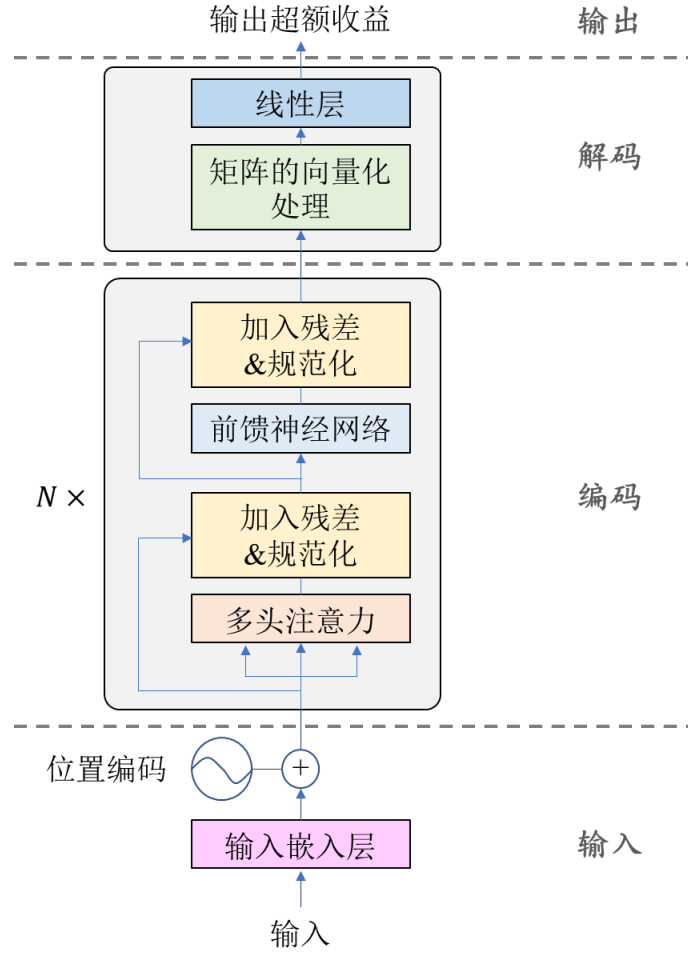 输出超额收益
输出
线性层
矩阵的向量化
处理
解码
加入残差
&规范化
前馈神经网络
N ×
编码
加入残差
&规范化
多头注意力
位置编码
+
输入嵌入层
输入
输入